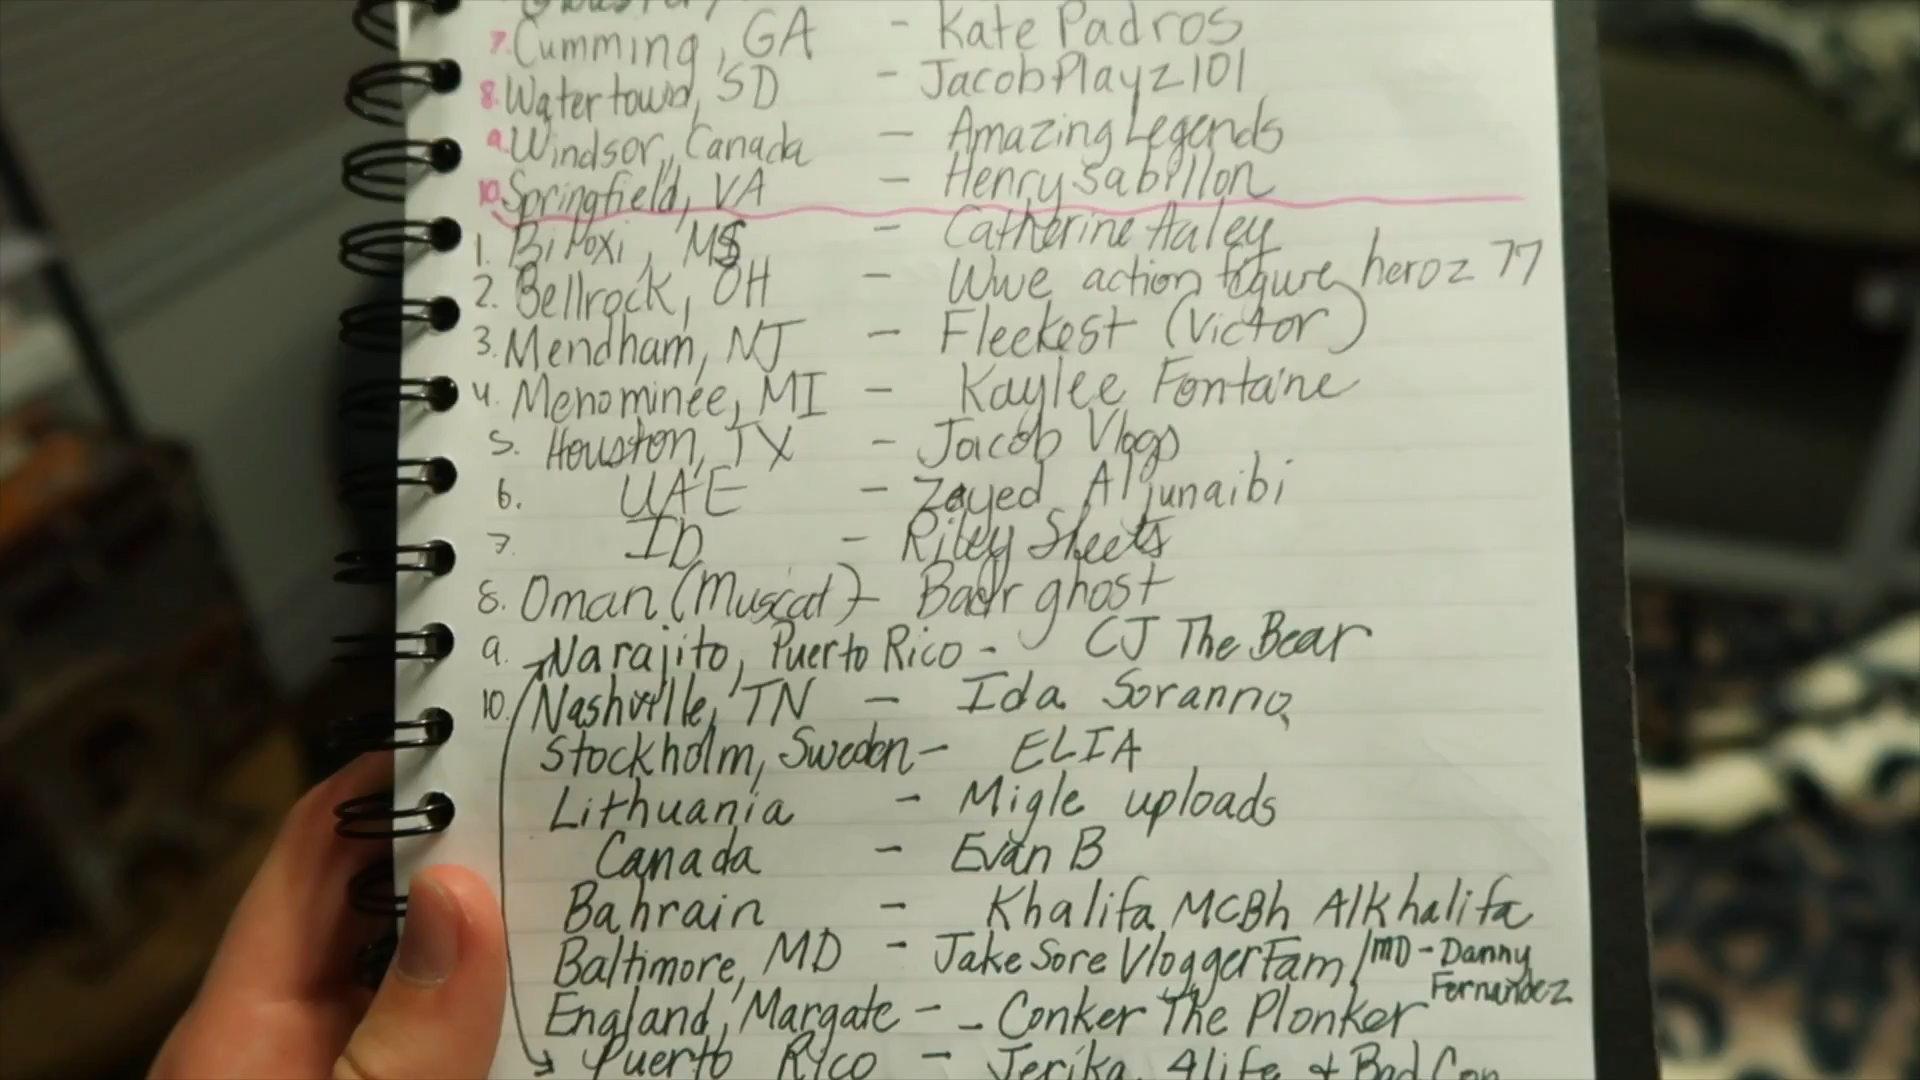 7. Cumming, GA - Kate Padros
8. Watertown, SD - JacobPlayz101
9. Windsor, Canada - Amazing Legends
10. Springfield, VA - Henry Sabillon
1. Biloxi, MS - Catherine Haley
2. Bellrock, OH - Wwe action figure heroz 77
3. Mendham, NJ - Fleekest (Victor)
4. Menominee, MI - Kaylee Fontaine
5. Houston, TX - Jacob Vlogs
6. UAE - Zayed Aljunaibi
7. ID - Riley Sheets
8. Oman (Muscat) - Badr ghost
9. Narajito, Puerto Rico - CJ The Bear
10. Nashville, TN - Ida Soranno
Stockholm, Sweden - ELIA
Lithuania - Migle uploads
Canada - Evan B
Bahrain - Khalifa MCBh Alkhalifa
Baltimore, MD - Jake Sore VloggerFam / MD - Danny Fernandez
England, Margate - - Conker The Plonker
Puerto Rico - Jerika, 4life + Bad